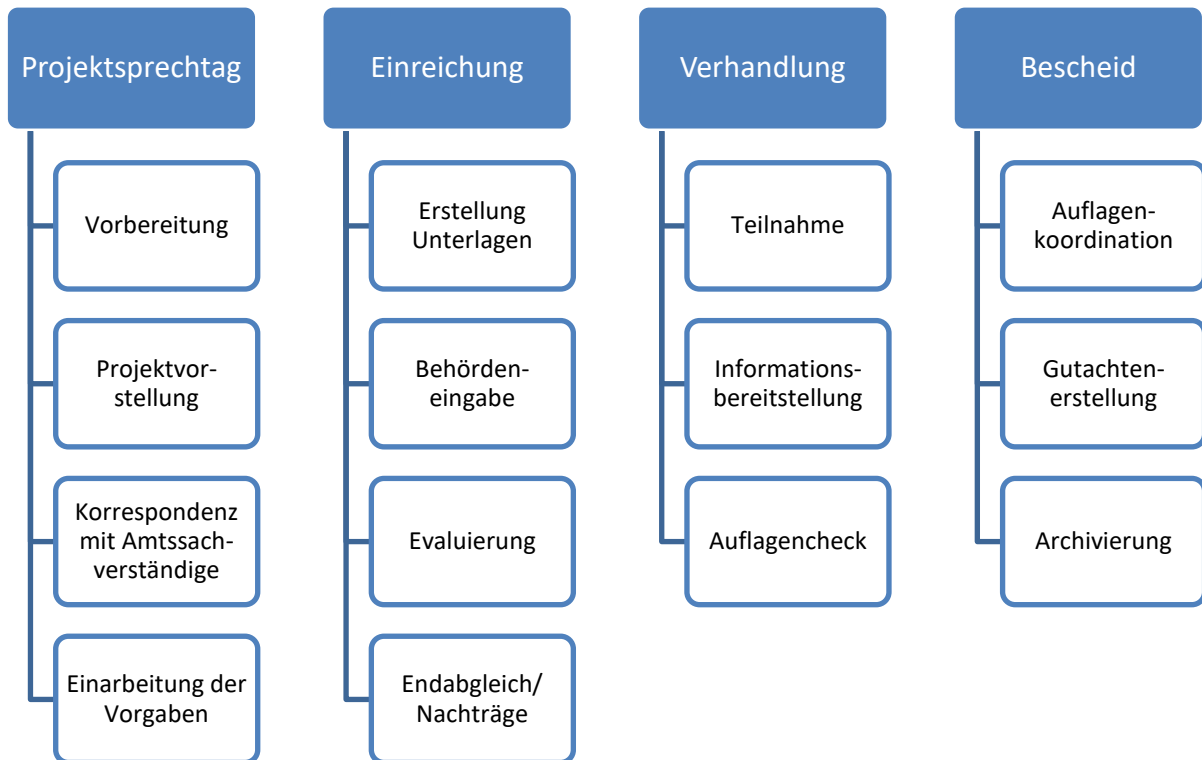 Projektsprechtag
Vorbereitung
Projektvor-
stellung
Korrespondenz
mit Amtssach-
verständige
Einarbeitung der
Vorgaben
Einreichung
Erstellung
Unterlagen
Behörden-
eingabe
Evaluierung
Endabgleich/
Nachträge
Verhandlung
Teilnahme
Informations-
bereitstellung
Auflagencheck
Bescheid
Auflagen-
koordination
Gutachten-
erstellung
Archivierung